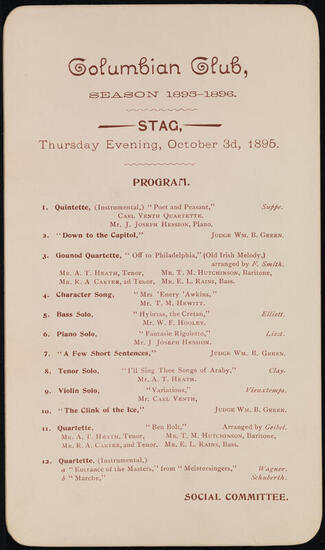 Columbian Club,
SEASON 1895-1896.
STAG,
Thursday Evening, October 3d, 1895.
PROGRAM.
1. Quintette, (Instrumental,) "Poet and Peasant," Suppe.
CARL VENTH QUARTETTE.
MR. J. JOSEPH HESSION, Piano.
2. "Down to the Capitol," JUDGE WM. B. GREEN.
3. Gounod Quartette, "Off to Philadelphia," (Old Irish Melody,)
arranged by F. Smith.
MR. A. T. HEATH, Tenor, MR. T. M. HUTCHINSON, Baritone,
MR. R. A CARTER, 2d Tenor, MR. E. L. RAINS, Bass.
4. Character Song, "Mrs 'Enery 'Awkins,"
MR. T. M. HEWITT.
5. Bass Solo, "Hybrias, the Cretan," Elliott.
MR. W. F. HOOLEY.
6. Piano Solo, "Fantasie Rigoletto," Liszt.
MR. J JOSEPH HESSION.
7. "A Few Short Sentences," JUDGE WM. B. GREEN.
8. Tenor Solo, "I'll Sing Thee Songs of Araby," Clay.
MR. A. T. HEATH.
9. Violin Solo, "Variations," Vieuxtemps.
MR. CARL VENTH,
10. "The Clink of the Ice," JUDGE WM. B. GREEN.
11. Quartette, "Ben Bolt," Arranged by Geibel.
MR. A. T. HEATH, Tenor, MR. T. M. HUTCHINSON, Baritone,
MR. R. A. CARTER, 2nd Tenor, MR. E. L. RAINS, Bass.
12. Quartette, (Instrumental,)
a "Entrance of the Masters," from "Meistersingers," Wagner.
b "Marche," Schuberth.
SOCIAL COMMITTEE.